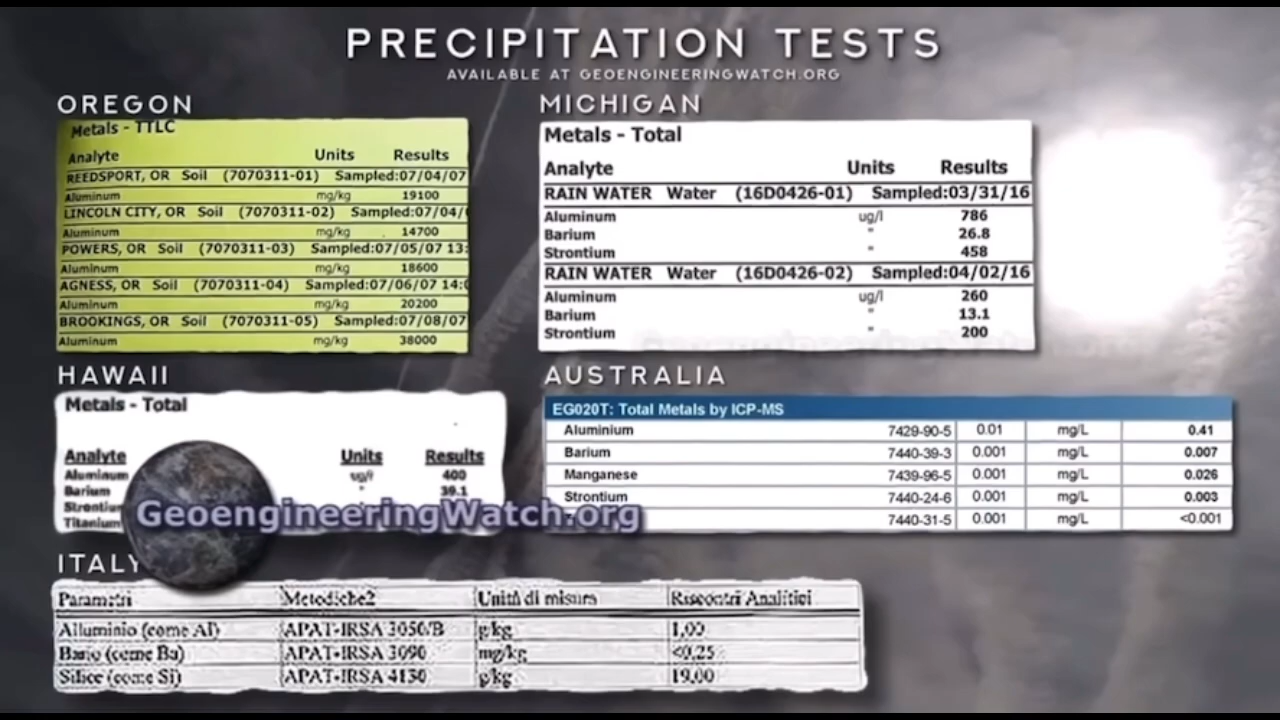 PRECIPITATION TESTS
AVAILABLE AT GEOENGINEERINGWATCH.ORG
OREGON
Metals - TTLC
Analyte Units Results
REEDSPORT, OR Soil (7070311-01) Sampled:07/04/07
Aluminum mg/kg 19100
LINCOLN CITY, OR Soil (7070311-02) Sampled:07/04/
Aluminum mg/kg 14700
POWERS, OR Soil (7070311-03) Sampled:07/05/07 13:
Aluminum mg/kg 18600
AGNESS, OR Soil (7070311-04) Sampled:07/06/07 14:
Aluminum mg/kg 20200
BROOKINGS, OR Soil (7070311-05) Sampled:07/08/07
Aluminum mg/kg 38000
MICHIGAN
Metals - Total
Analyte Units Results
RAIN WATER Water (16D0426-01) Sampled:03/31/16
Aluminum ug/l 786
Barium " 26.8
Strontium " 458
RAIN WATER Water (16D0426-02) Sampled:04/02/16
Aluminum ug/l 260
Barium " 13.1
Strontium " 200
HAWAII
Metals - Total
Analyte Units Results
Aluminum ug/l 400
Barium " 39.1
Strontium
Titanium
GeoengineeringWatch.org
AUSTRALIA
EG020T: Total Metals by ICP-MS
Aluminium 7429-90-5 0.01 mg/L 0.41
Barium 7440-39-3 0.001 mg/L 0.007
Manganese 7439-96-5 0.001 mg/L 0.026
Strontium 7440-24-6 0.001 mg/L 0.003
7440-31-5 0.001 mg/L <0.001
ITALY
Parametri Metodiche2 Unità di misura Riscontri Analitici
Alluminio (come Al) APAT-IRSA 3050/B g/kg 1,00
Bario (come Ba) APAT-IRSA 3090 mg/kg <0,25
Silice (come Si) APAT-IRSA 4130 g/kg 19,00